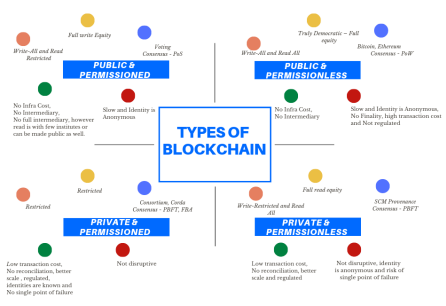 Full write Equity
Write-All and Read
Restricted
Voting
Consensus - PoS
PUBLIC &
PERMISSIONED
No Infra Cost,
No Intermediary,
No full intermediary, however
read is with few institutes or
can be made public as well.
Slow and Identity is
Anonymous
Truly Democratic – Full
equity
Write-All and Read All
Bitcoin, Ethereum
Consensus - PoW
PUBLIC &
PERMISSIONLESS
No Infra Cost,
No Intermediary
Slow and Identity is Anonymous,
No Finality, high transaction cost
and Not regulated
TYPES OF
BLOCKCHAIN
Restricted
Restricted
Consortium, Corda
Consensus - PBFT, FBA
PRIVATE &
PERMISSIONED
Low transaction cost,
No reconciliation, better
scale , regulated,
identities are known and
No single point of failure
Not disruptive
Full read equity
Write-Restricted and Read
All
SCM Provenance
Consensus - PBFT
PRIVATE &
PERMISSIONLESS
Low transaction cost,
No reconciliation, better
scale and regulated
Not disruptive, identity
is anonymous and risk of
single point of failure